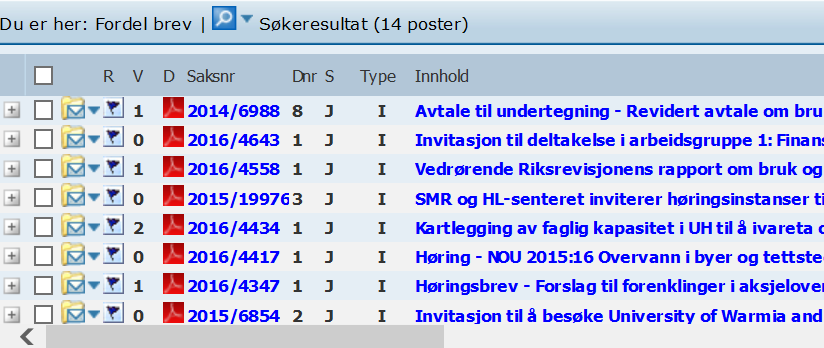 Du er her: Fordel brev | Søkeresultat (14 poster)
R V D Saksnr Dnr S Type Innhold
1 2014/6988 8 J I Avtale til undertegning - Revidert avtale om bru
0 2016/4643 1 J I Invitasjon til deltakelse i arbeidsgruppe 1: Finans
1 2016/4558 1 J I Vedrørende Riksrevisjonens rapport om bruk og
0 2015/19976 3 J I SMR og HL-senteret inviterer høringsinstanser ti
2 2016/4434 1 J I Kartlegging av faglig kapasitet i UH til å ivareta o
0 2016/4417 1 J I Høring - NOU 2015:16 Overvann i byer og tettste
1 2016/4347 1 J I Høringsbrev - Forslag til forenklinger i aksjelover
0 2015/6854 2 J I Invitasjon til å besøke University of Warmia and